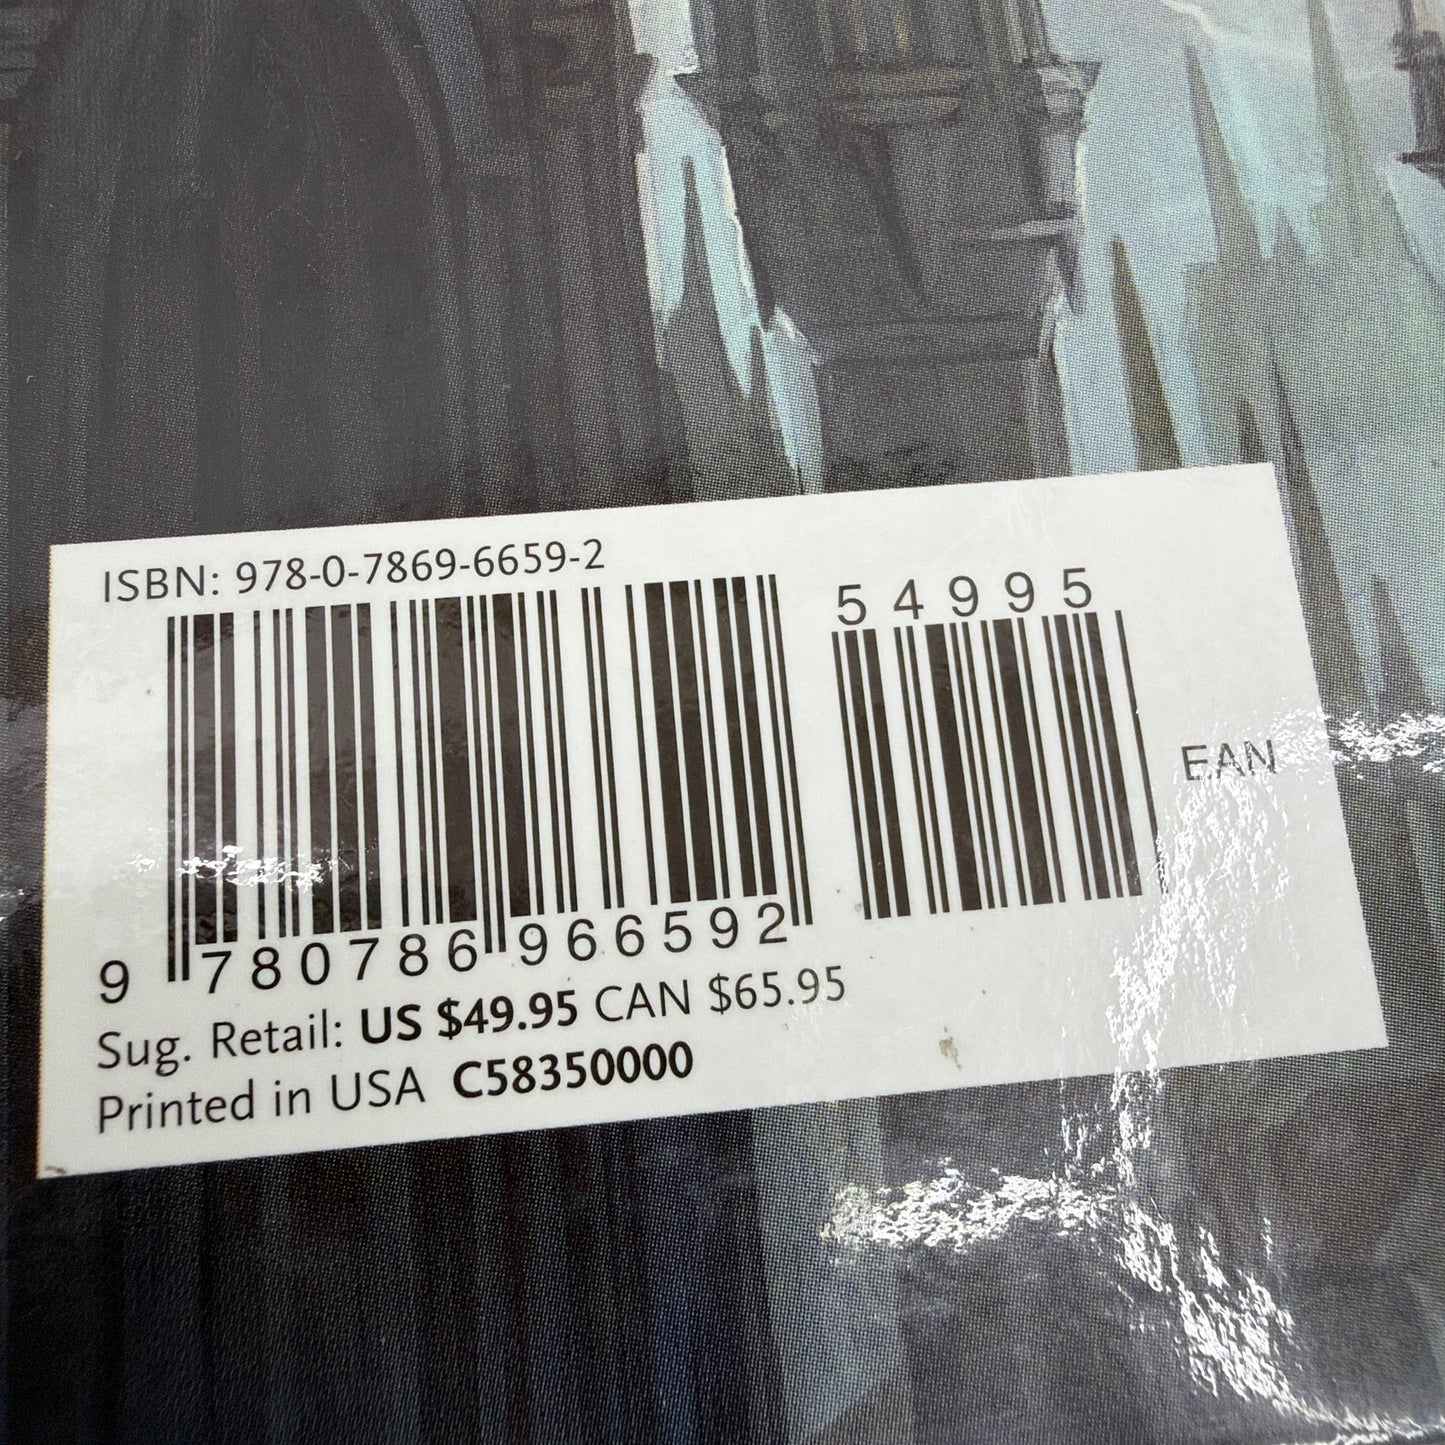 ISBN: 978-0-7869-6659-2
54995
EAN
9 780786 966592
Sug. Retail: US $49.95 CAN $65.95
Printed in USA C58350000